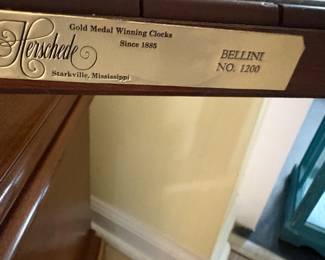 Herschede
Gold Medal Winning Clocks
Since 1885
Starkville, Mississippi
BELLINI
NO. 1200